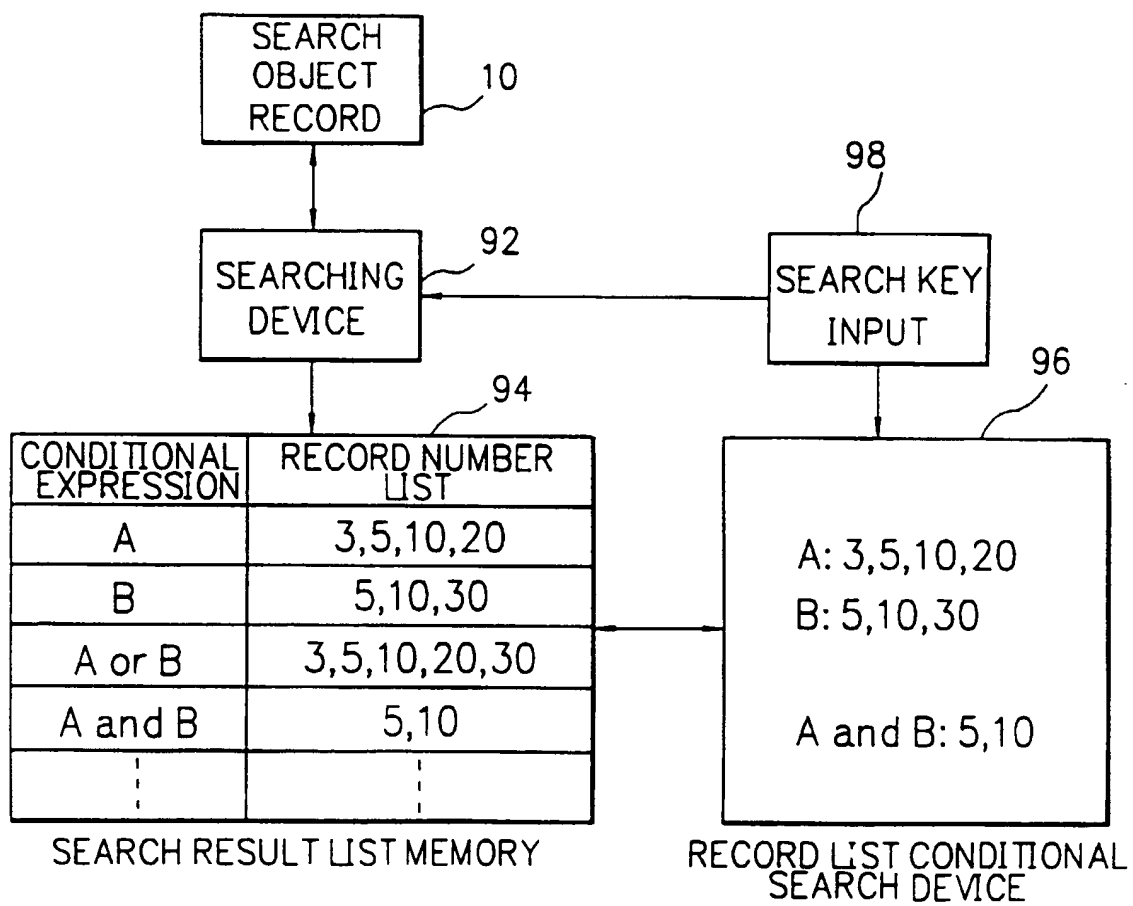 SEARCH
OBJECT
RECORD
10
98
SEARCHING
DEVICE
92
SEARCH KEY
INPUT
94
96
CONDITIONAL
EXPRESSION
RECORD NUMBER
LIST
A
3,5,10,20
B
5,10,30
A or B
3,5,10,20,30
A and B
5,10
A: 3,5,10,20
B: 5,10,30
A and B: 5,10
SEARCH RESULT LIST MEMORY
RECORD LIST CONDITIONAL
SEARCH DEVICE